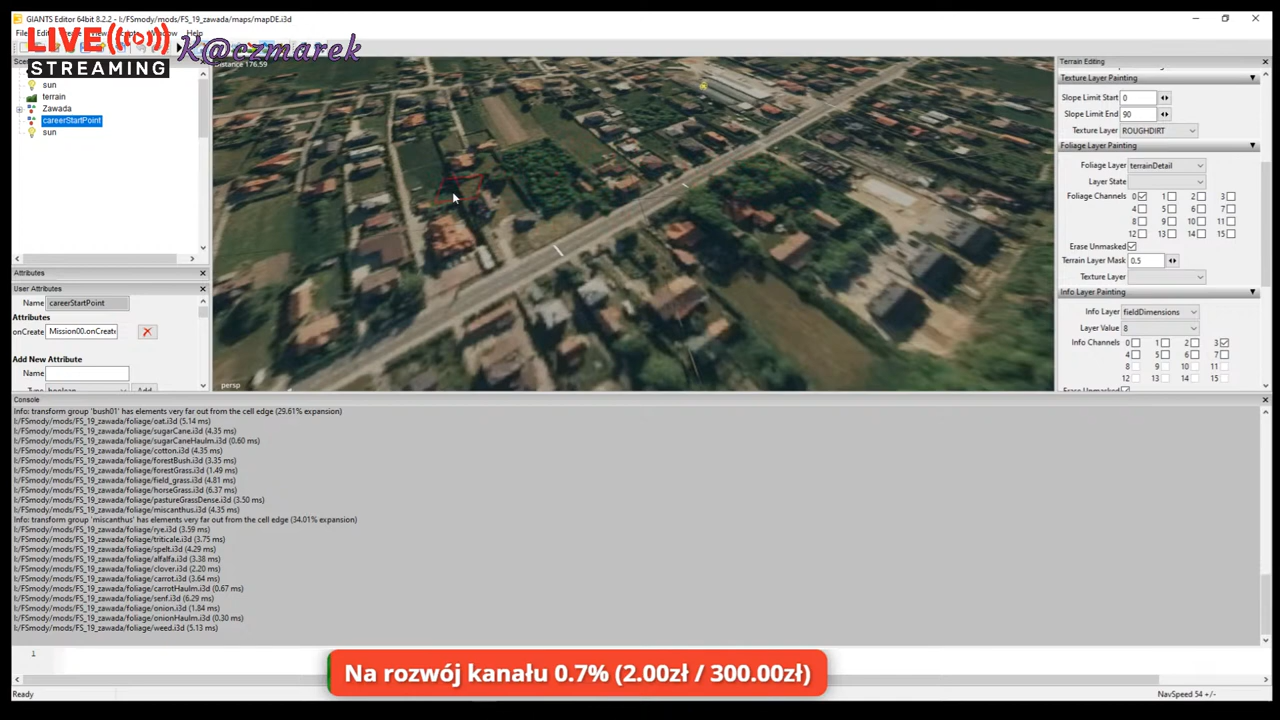 GIANTS Editor 64bit - I:/FSmody/mods/FS_19_zawada/maps/mapDE.i3d
Help
LIVE
STREAMING
K@czmarek
Distance 176.59
sun
terrain
Zawada
careerStartPoint
sun
Attributes
User Attributes
Name careerStartPoint
Attributes
onCreate Mission00.onCreate
Add New Attribute
Name
Type boolean Add
persp
Terrain Editing
Texture Layer Painting
Slope Limit Start 0
Slope Limit End 90
Texture Layer ROUGHDIRT
Foliage Layer Painting
Foliage Layer terrainDetail
Layer State
Foliage Channels 0 1 2 3
4 5 6 7
8 9 10 11
12 13 14 15
Erase Unmasked
Terrain Layer Mask 0.5
Texture Layer
Info Layer Painting
Info Layer fieldDimensions
Layer Value 8
Info Channels 0 1 2 3
4 5 6 7
8 9 10 11
12 13 14 15
Console
Info: transform group 'bush01' has elements very far out from the cell edge (29.61% expansion)
I:/FSmody/mods/FS_19_zawada/foliage/oat.i3d (5.14 ms)
I:/FSmody/mods/FS_19_zawada/foliage/sugarCane.i3d (4.35 ms)
I:/FSmody/mods/FS_19_zawada/foliage/sugarCaneHaulm.i3d (0.60 ms)
I:/FSmody/mods/FS_19_zawada/foliage/cotton.i3d (4.35 ms)
I:/FSmody/mods/FS_19_zawada/foliage/forestBush.i3d (3.35 ms)
I:/FSmody/mods/FS_19_zawada/foliage/forestGrass.i3d (1.49 ms)
I:/FSmody/mods/FS_19_zawada/foliage/field_grass.i3d (4.81 ms)
I:/FSmody/mods/FS_19_zawada/foliage/horseGrass.i3d (6.37 ms)
I:/FSmody/mods/FS_19_zawada/foliage/pastureGrassDense.i3d (3.50 ms)
I:/FSmody/mods/FS_19_zawada/foliage/miscanthus.i3d (4.35 ms)
Info: transform group 'miscanthus' has elements very far out from the cell edge (34.01% expansion)
I:/FSmody/mods/FS_19_zawada/foliage/rye.i3d (3.59 ms)
I:/FSmody/mods/FS_19_zawada/foliage/triticale.i3d (3.75 ms)
I:/FSmody/mods/FS_19_zawada/foliage/spelt.i3d (4.29 ms)
I:/FSmody/mods/FS_19_zawada/foliage/alfalfa.i3d (3.38 ms)
I:/FSmody/mods/FS_19_zawada/foliage/clover.i3d (2.20 ms)
I:/FSmody/mods/FS_19_zawada/foliage/carrot.i3d (3.64 ms)
I:/FSmody/mods/FS_19_zawada/foliage/carrotHaulm.i3d (0.67 ms)
I:/FSmody/mods/FS_19_zawada/foliage/senf.i3d (6.29 ms)
I:/FSmody/mods/FS_19_zawada/foliage/onion.i3d (1.84 ms)
I:/FSmody/mods/FS_19_zawada/foliage/onionHaulm.i3d (0.30 ms)
I:/FSmody/mods/FS_19_zawada/foliage/weed.i3d (5.13 ms)
1
Na rozwój kanału 0.7% (2.00zł / 300.00zł)
Ready
NavSpeed 54 +/-